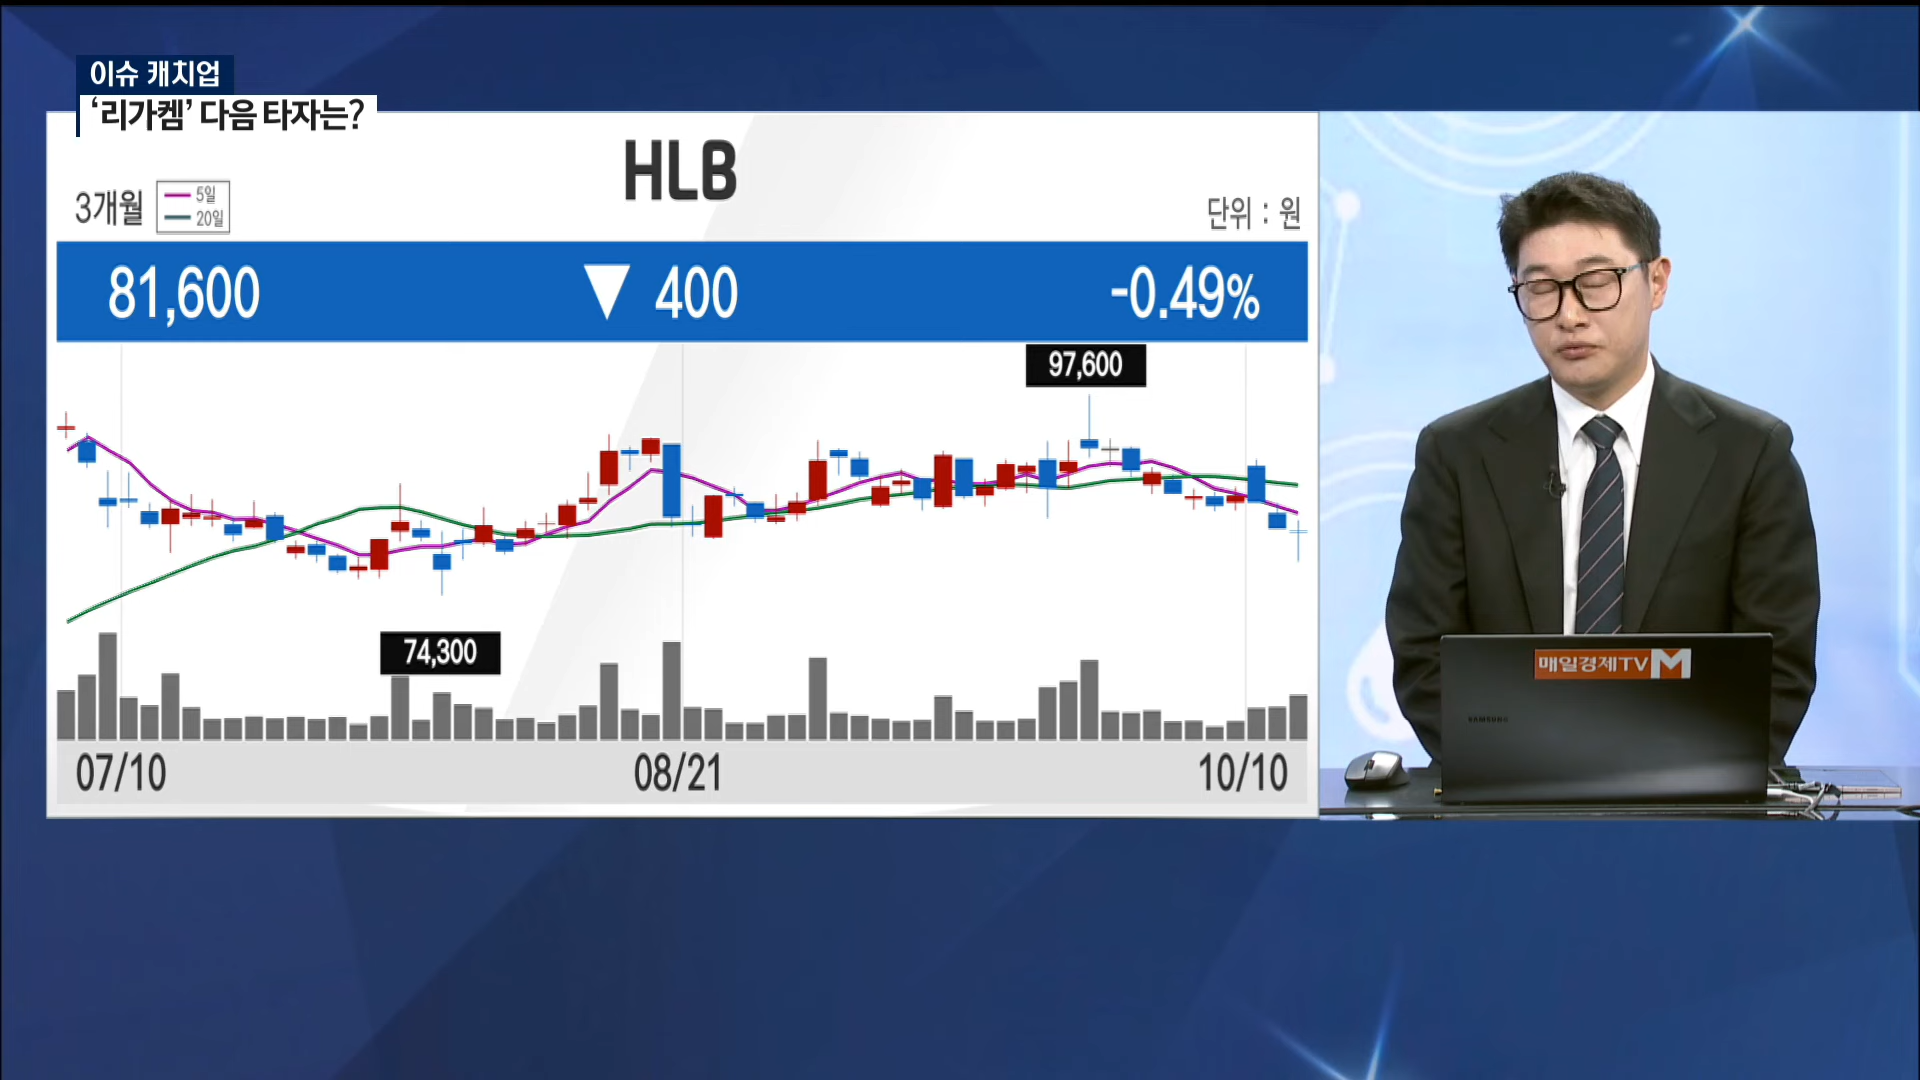 이슈 캐치업
‘리가켐’ 다음 타자는?
HLB
3개월
5일
20일
단위 : 원
81,600 ▼ 400 -0.49%
97,600
74,300
07/10 08/21 10/10
매일경제TV M
SAMSUNG